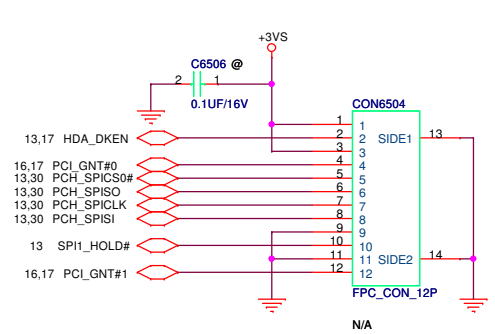 +3VS
C6506 @
2 1
0.1UF/16V
CON6504
1 1
13,17 HDA_DKEN 2 2 SIDE1 13
3 3
16,17 PCI_GNT#0 4 4
13,30 PCH_SPICS0# 5 5
13,30 PCH_SPISO 6 6
13,30 PCH_SPICLK 7 7
13,30 PCH_SPISI 8 8
9 9
13 SPI1_HOLD# 10 10
11 11 SIDE2 14
16,17 PCI_GNT#1 12 12
FPC_CON_12P
N/A